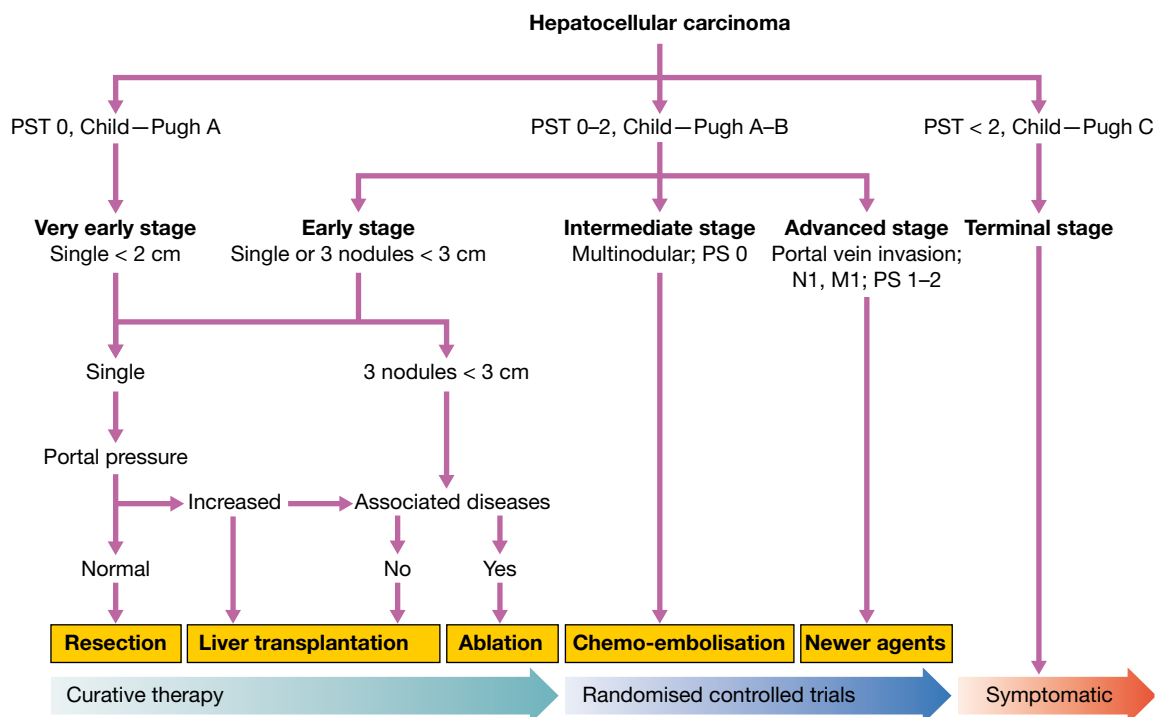 Hepatocellular carcinoma
PST 0, Child—Pugh A
PST 0–2, Child—Pugh A–B
PST < 2, Child—Pugh C
Very early stage
Single < 2 cm
Early stage
Single or 3 nodules < 3 cm
Intermediate stage
Multinodular; PS 0
Advanced stage
Portal vein invasion;
N1, M1; PS 1–2
Terminal stage
Single
3 nodules < 3 cm
Portal pressure
Increased
Associated diseases
Normal
No
Yes
Resection
Liver transplantation
Ablation
Chemo-embolisation
Newer agents
Curative therapy
Randomised controlled trials
Symptomatic